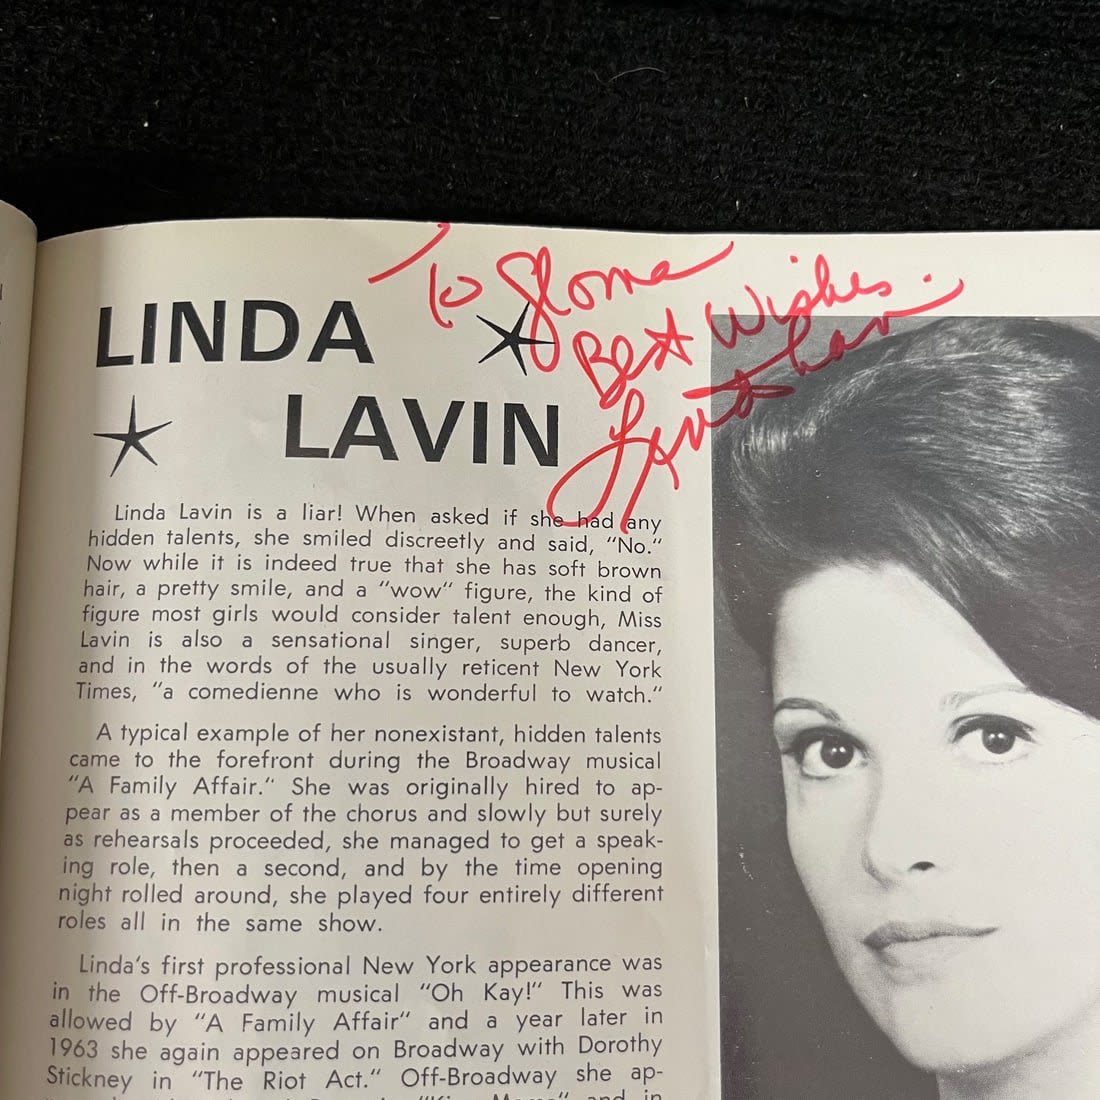 To Glorna
Best Wishes
Linda Lavin
LINDA
LAVIN
Linda Lavin is a liar! When asked if she had any
hidden talents, she smiled discreetly and said, "No."
Now while it is indeed true that she has soft brown
hair, a pretty smile, and a "wow" figure, the kind of
figure most girls would consider talent enough, Miss
Lavin is also a sensational singer, superb dancer,
and in the words of the usually reticent New York
Times, "a comedienne who is wonderful to watch."
A typical example of her nonexistant, hidden talents
came to the forefront during the Broadway musical
"A Family Affair." She was originally hired to ap-
pear as a member of the chorus and slowly but surely
as rehearsals proceeded, she managed to get a speak-
ing role, then a second, and by the time opening
night rolled around, she played four entirely different
roles all in the same show.
Linda's first professional New York appearance was
in the Off-Broadway musical "Oh Kay!" This was
allowed by "A Family Affair" and a year later in
1963 she again appeared on Broadway with Dorothy
Stickney in "The Riot Act." Off-Broadway she ap-
and in